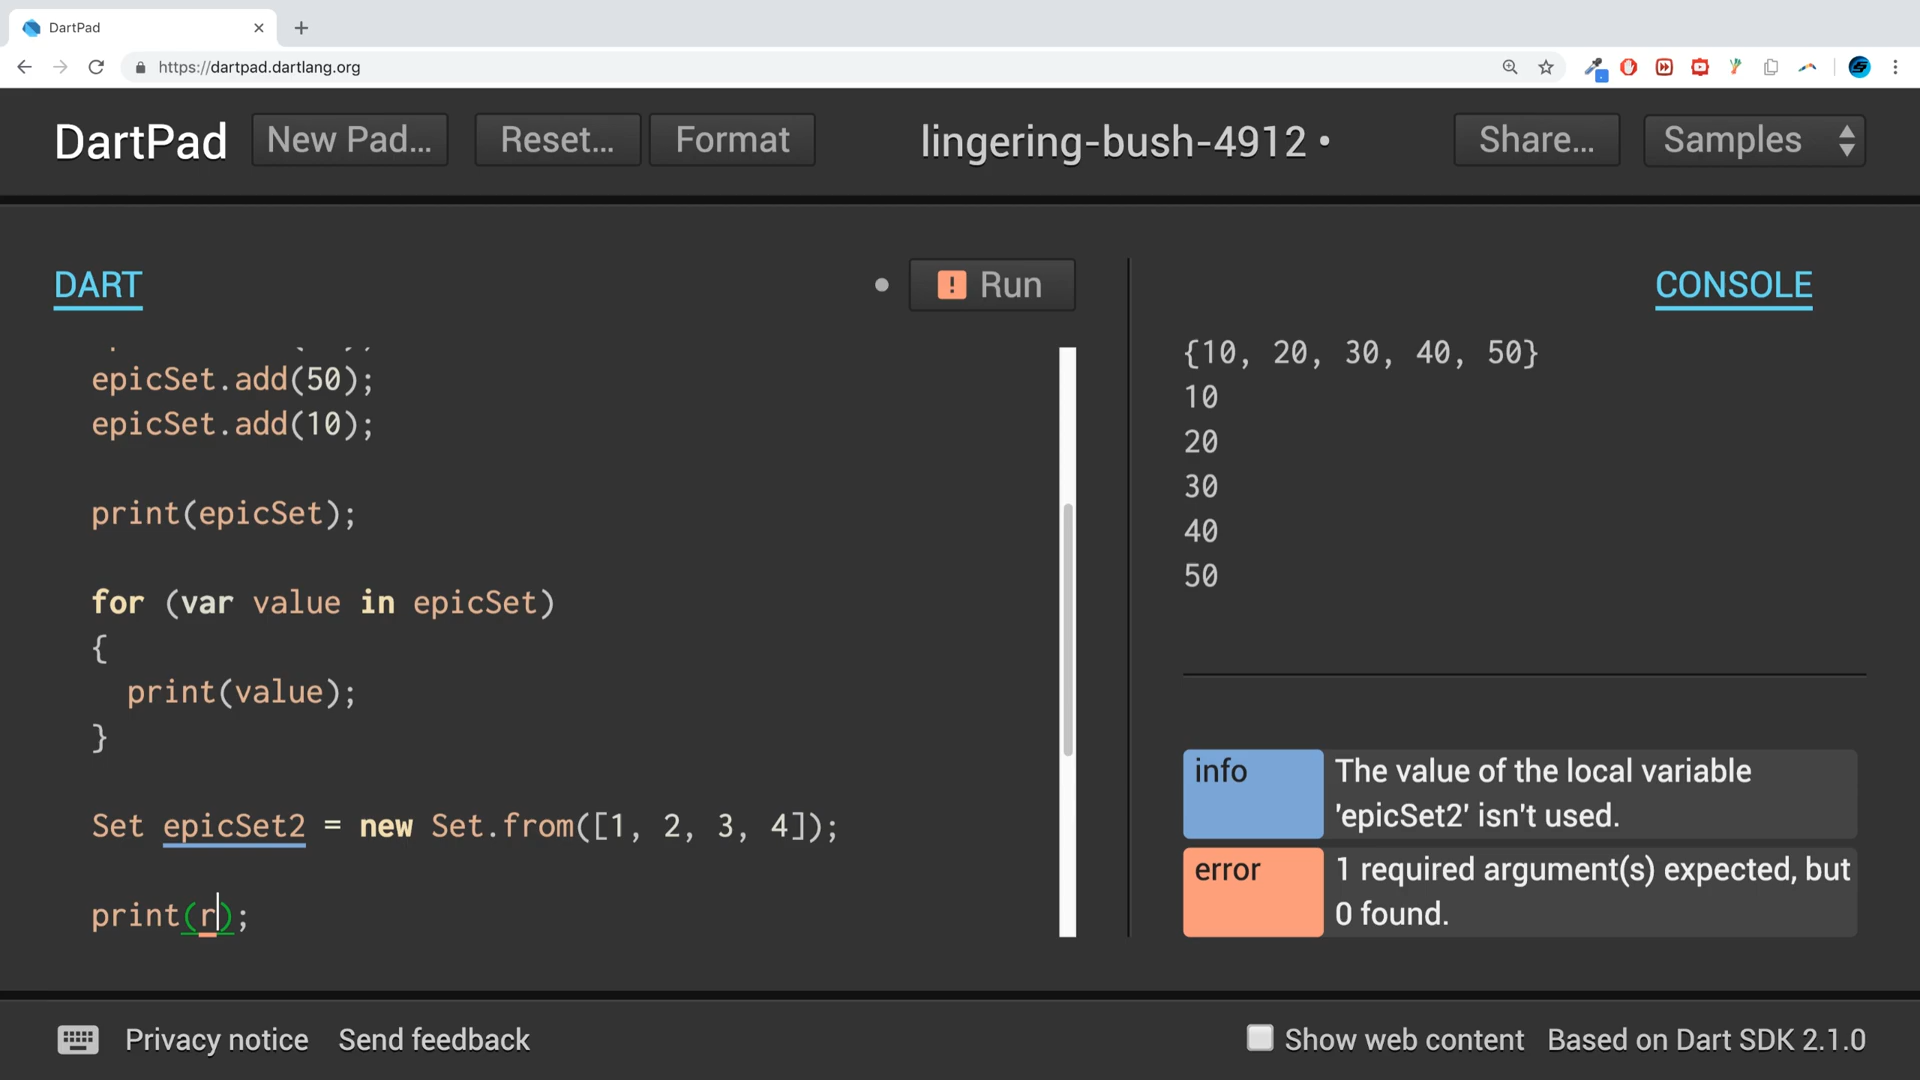 DartPad
https://dartpad.dartlang.org
DartPad
New Pad...
Reset...
Format
lingering-bush-4912 •
Share...
Samples
DART
! Run
CONSOLE
epicSet.add(50);
epicSet.add(10);
print(epicSet);
for (var value in epicSet)
{
print(value);
}
Set epicSet2 = new Set.from([1, 2, 3, 4]);
print(r);
{10, 20, 30, 40, 50}
10
20
30
40
50
info
The value of the local variable
'epicSet2' isn't used.
error
1 required argument(s) expected, but
0 found.
Privacy notice
Send feedback
Show web content
Based on Dart SDK 2.1.0